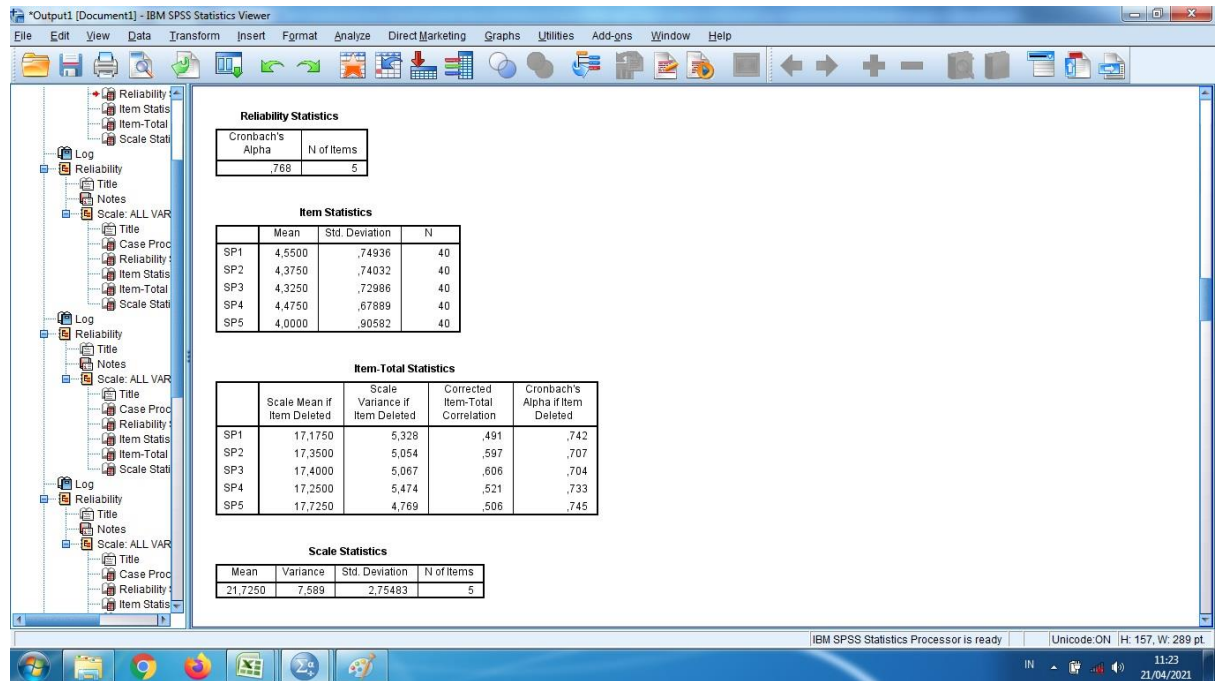 *Output1 [Document1] - IBM SPSS Statistics Viewer
File Edit View Data Transform Insert Format Analyze Direct Marketing Graphs Utilities Add-ons Window Help
Reliability
Item Statis
Item-Total
Scale Stati
Log
Reliability
Title
Notes
Scale: ALL VAR
Title
Case Proc
Reliability
Item Statis
Item-Total
Scale Stati
Log
Reliability
Title
Notes
Scale: ALL VAR
Title
Case Proc
Reliability
Item Statis
Item-Total
Scale Stati
Log
Reliability
Title
Notes
Scale: ALL VAR
Title
Case Proc
Reliability
Item Statis
Reliability Statistics
Cronbach's
Alpha N of Items
,768 5
Item Statistics
Mean Std. Deviation N
SP1 4,5500 ,74936 40
SP2 4,3750 ,74032 40
SP3 4,3250 ,72986 40
SP4 4,4750 ,67889 40
SP5 4,0000 ,90582 40
Item-Total Statistics
Scale Mean if Item Deleted Scale Variance if Item Deleted Corrected Item-Total Correlation Cronbach's Alpha if Item Deleted
SP1 17,1750 5,328 ,491 ,742
SP2 17,3500 5,054 ,597 ,707
SP3 17,4000 5,067 ,606 ,704
SP4 17,2500 5,474 ,521 ,733
SP5 17,7250 4,769 ,506 ,745
Scale Statistics
Mean Variance Std. Deviation N of Items
21,7250 7,589 2,75483 5
IBM SPSS Statistics Processor is ready Unicode:ON H: 157, W: 289 pt.
IN 11:23
21/04/2021